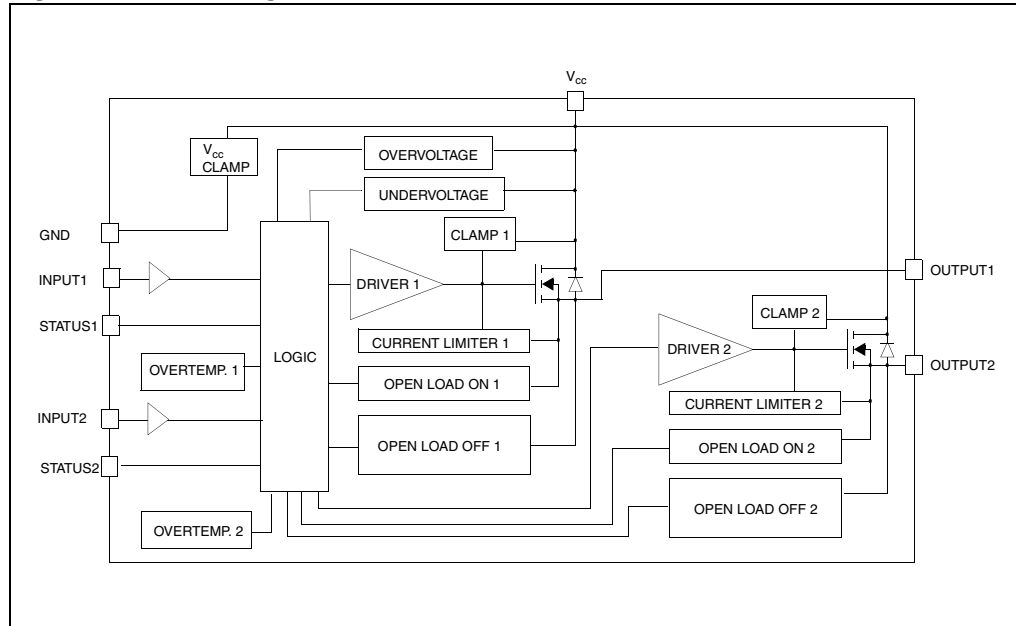 Vcc
Vcc
CLAMP
OVERVOLTAGE
UNDERVOLTAGE
GND
CLAMP 1
INPUT1
DRIVER 1
OUTPUT1
STATUS1
CLAMP 2
LOGIC
CURRENT LIMITER 1
DRIVER 2
OVERTEMP. 1
OPEN LOAD ON 1
OUTPUT2
CURRENT LIMITER 2
INPUT2
OPEN LOAD OFF 1
OPEN LOAD ON 2
STATUS2
OPEN LOAD OFF 2
OVERTEMP. 2